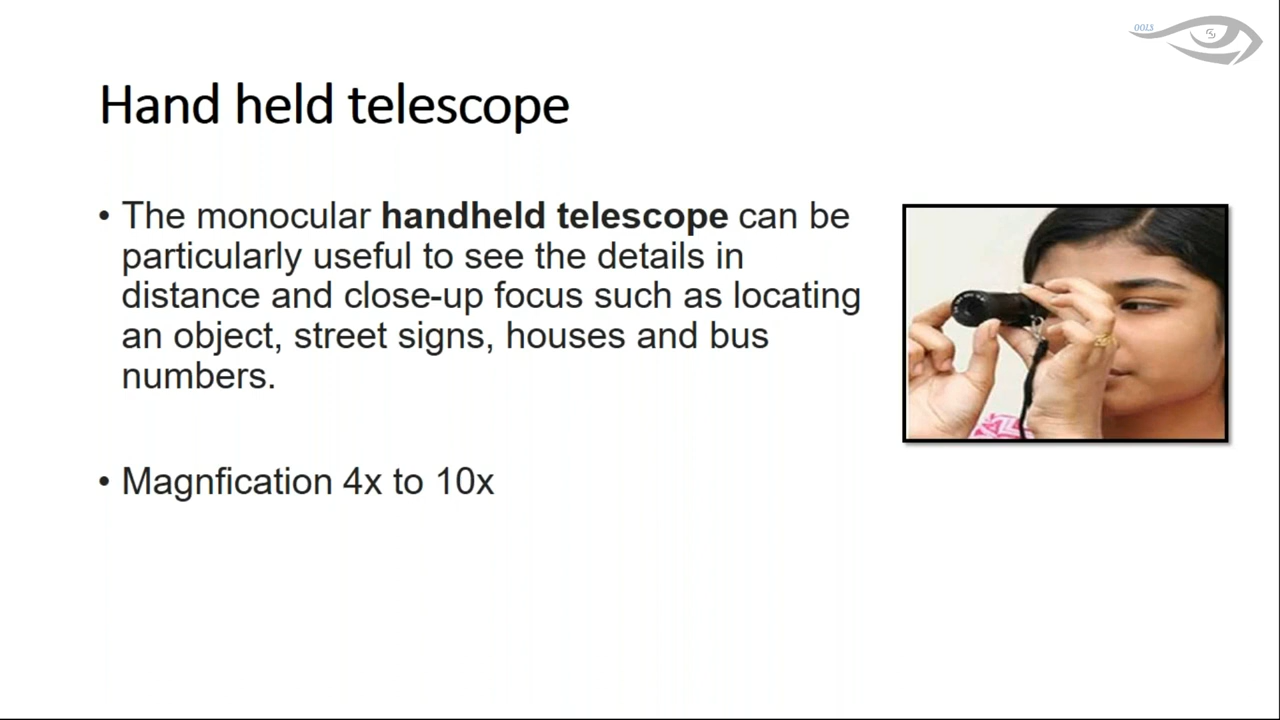 OOLS
Hand held telescope
• The monocular handheld telescope can be
particularly useful to see the details in
distance and close-up focus such as locating
an object, street signs, houses and bus
numbers.
• Magnfication 4x to 10x